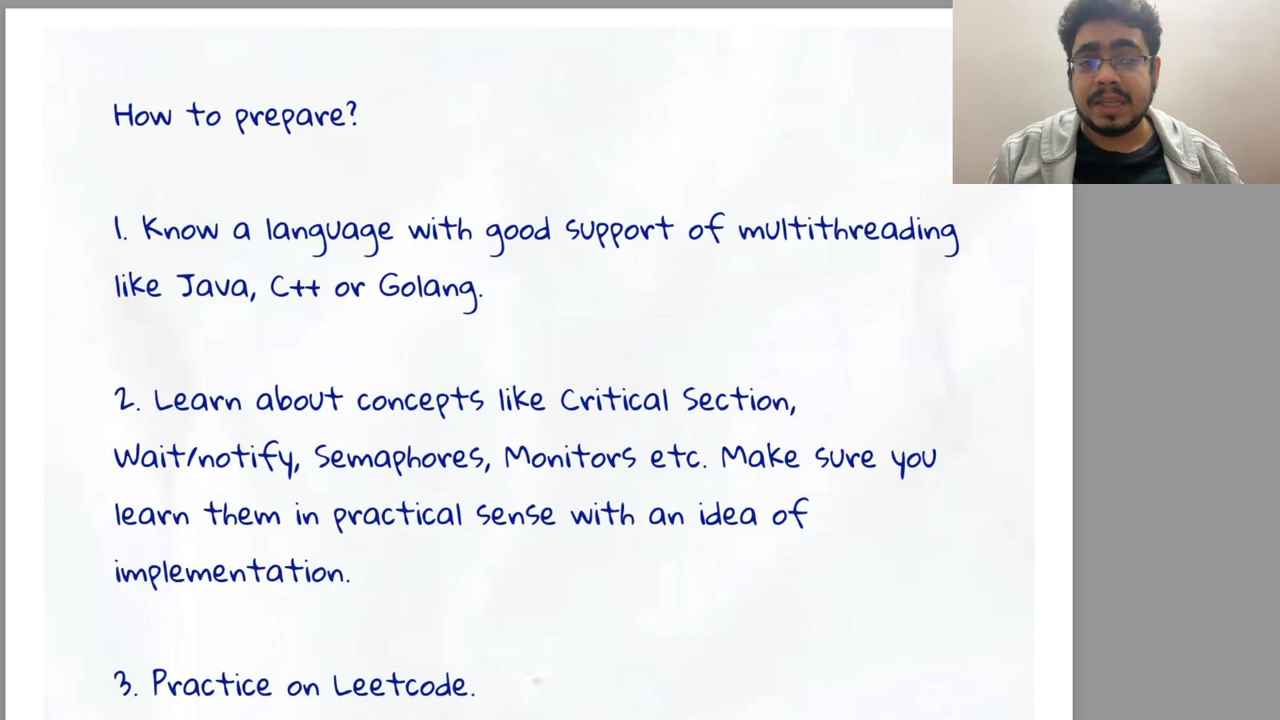 How to prepare?
1. Know a language with good support of multithreading
like Java, C++ or Golang.
2. Learn about concepts like Critical Section,
Wait/notify, Semaphores, Monitors etc. Make sure you
learn them in practical sense with an idea of
implementation.
3. Practice on Leetcode.